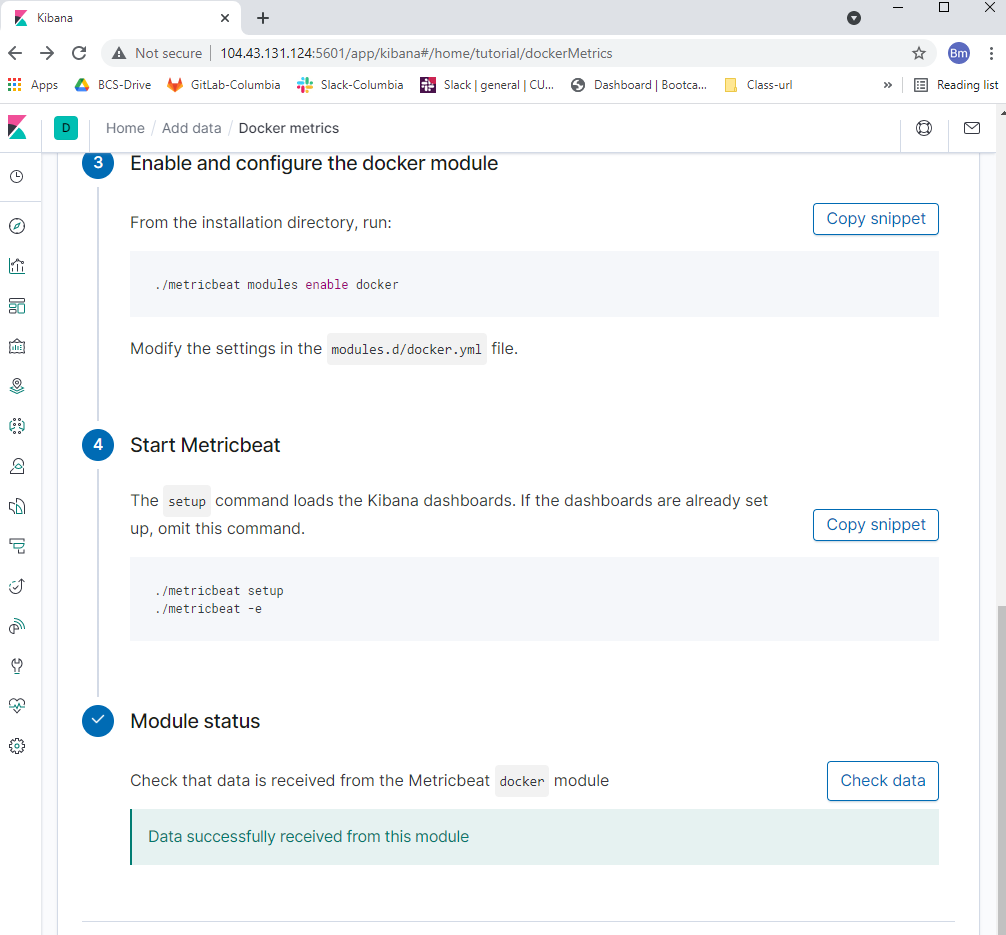 Kibana
Not secure
104.43.131.124:5601/app/kibana#/home/tutorial/dockerMetrics
Bm
Apps
BCS-Drive
GitLab-Columbia
Slack-Columbia
Slack | general | CU...
Dashboard | Bootca...
Class-url
»
Reading list
D
Home / Add data / Docker metrics
3
Enable and configure the docker module
From the installation directory, run:
Copy snippet
./metricbeat modules enable docker
Modify the settings in the modules.d/docker.yml file.
4
Start Metricbeat
The setup command loads the Kibana dashboards. If the dashboards are already set
up, omit this command.
Copy snippet
./metricbeat setup
./metricbeat -e
Module status
Check that data is received from the Metricbeat docker module
Check data
Data successfully received from this module